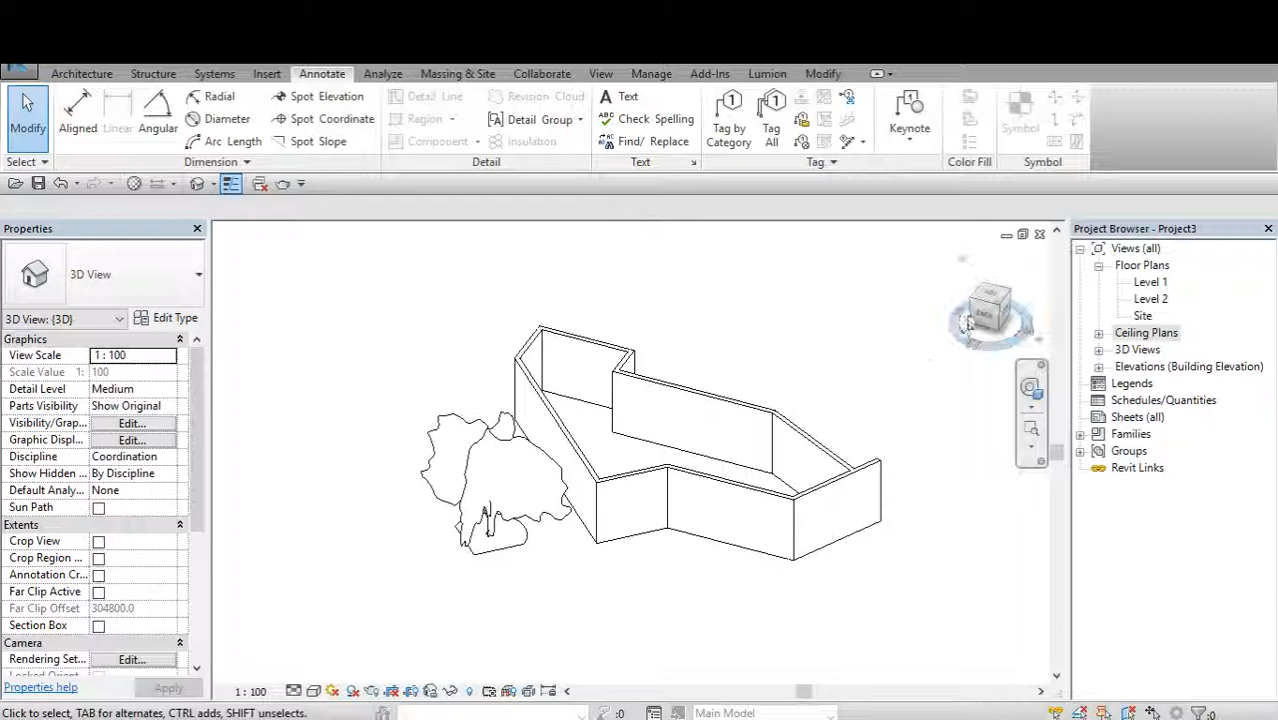 Architecture Structure Systems Insert Annotate Analyze Massing & Site Collaborate View Manage Add-Ins Lumion Modify
Modify
Aligned
Linear
Angular
Radial
Diameter
Arc Length
Spot Elevation
Spot Coordinate
Spot Slope
Detail Line
Region
Component
Revision Cloud
Detail Group
Insulation
Text
Check Spelling
Find/ Replace
Tag by
Category
Tag
All
Keynote
Symbol
Select Dimension Detail Text Tag Color Fill Symbol
Properties
3D View
3D View: {3D} Edit Type
Graphics
View Scale 1 : 100
Scale Value 1: 100
Detail Level Medium
Parts Visibility Show Original
Visibility/Grap... Edit...
Graphic Displ... Edit...
Discipline Coordination
Show Hidden ... By Discipline
Default Analy... None
Sun Path
Extents
Crop View
Crop Region ...
Annotation Cr...
Far Clip Active
Far Clip Offset 304800.0
Section Box
Camera
Rendering Set... Edit...
Properties help Apply
BACK
1 : 100
Project Browser - Project3
Views (all)
Floor Plans
Level 1
Level 2
Site
Ceiling Plans
3D Views
Elevations (Building Elevation)
Legends
Schedules/Quantities
Sheets (all)
Families
Groups
Revit Links
Click to select, TAB for alternates, CTRL adds, SHIFT unselects. :0 Main Model :0